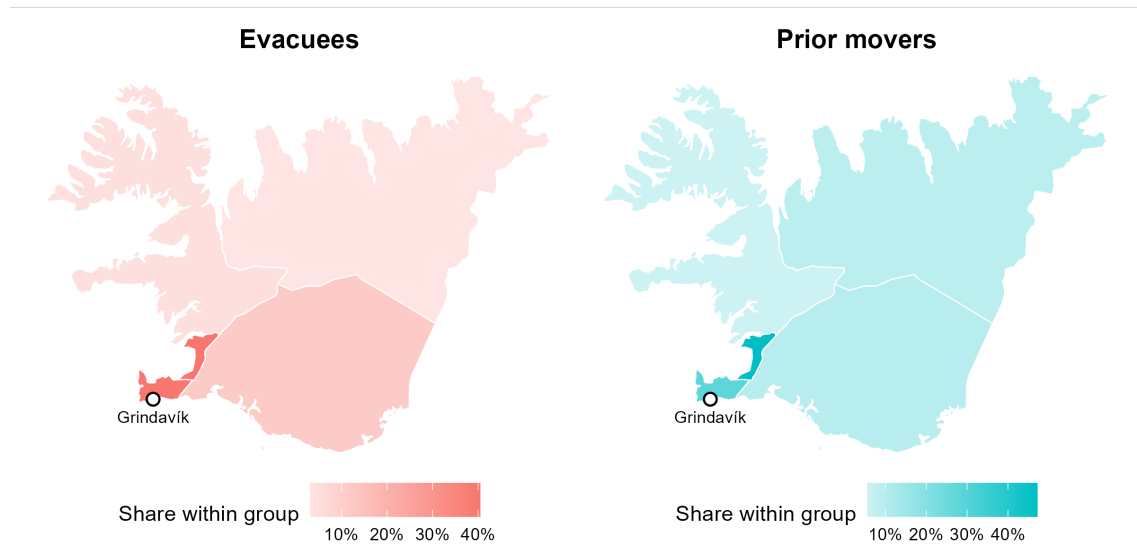 Evacuees
Prior movers
Grindavík
Grindavík
Share within group
10% 20% 30% 40%
Share within group
10% 20% 30% 40%